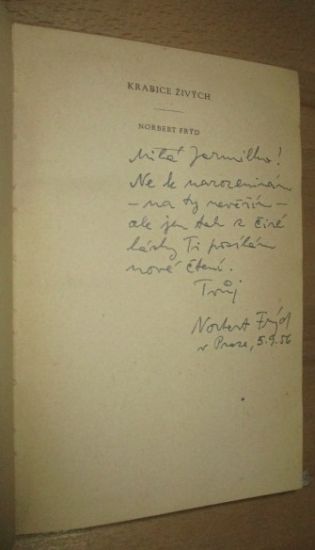 KRABICE ŽIVÝCH
NORBERT FRÝD
Milá Jarmilko!
Ne k narozeninám
– na ty nevěřím –
ale jen tak z čiré
lásky Ti posílám
nové čtení.
Tvůj
Norbert Frýd
v Praze, 5.9.56